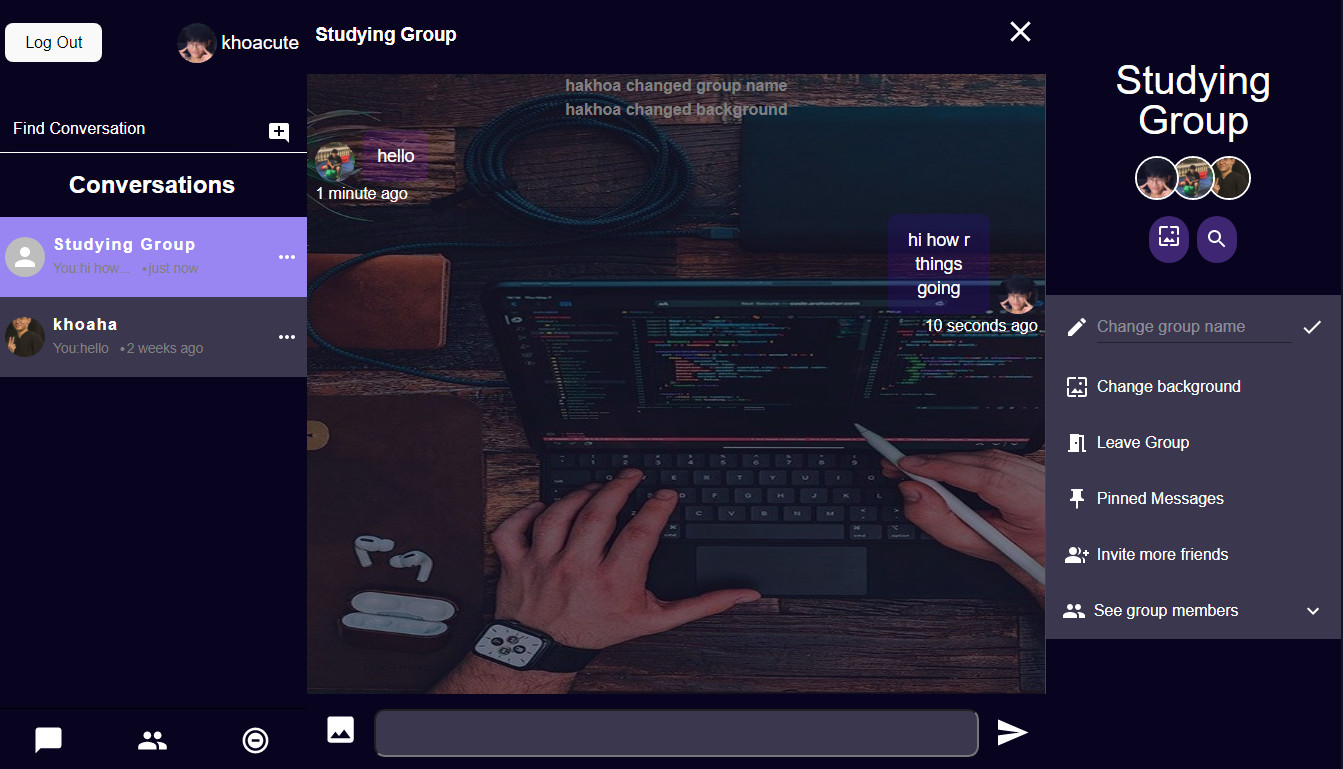 Log Out
khoacute
Find Conversation
Conversations
Studying Group
You:hi how... •just now
khoaha
You:hello •2 weeks ago
Studying Group
hakhoa changed group name
hakhoa changed background
hello
1 minute ago
hi how r
things
going
10 seconds ago
Studying
Group
Change group name
Change background
Leave Group
Pinned Messages
Invite more friends
See group members